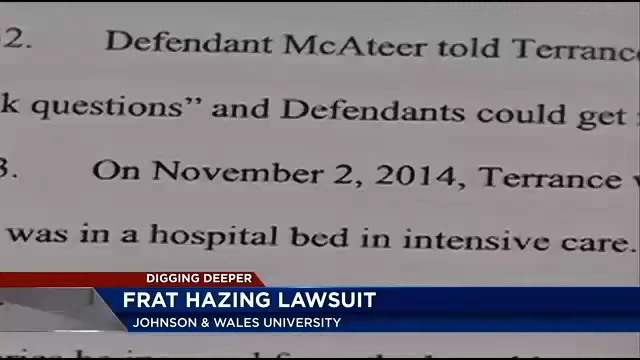 2. Defendant McAteer told Terranc
k questions” and Defendants could get
3. On November 2, 2014, Terrance
was in a hospital bed in intensive care.
DIGGING DEEPER
FRAT HAZING LAWSUIT
JOHNSON & WALES UNIVERSITY